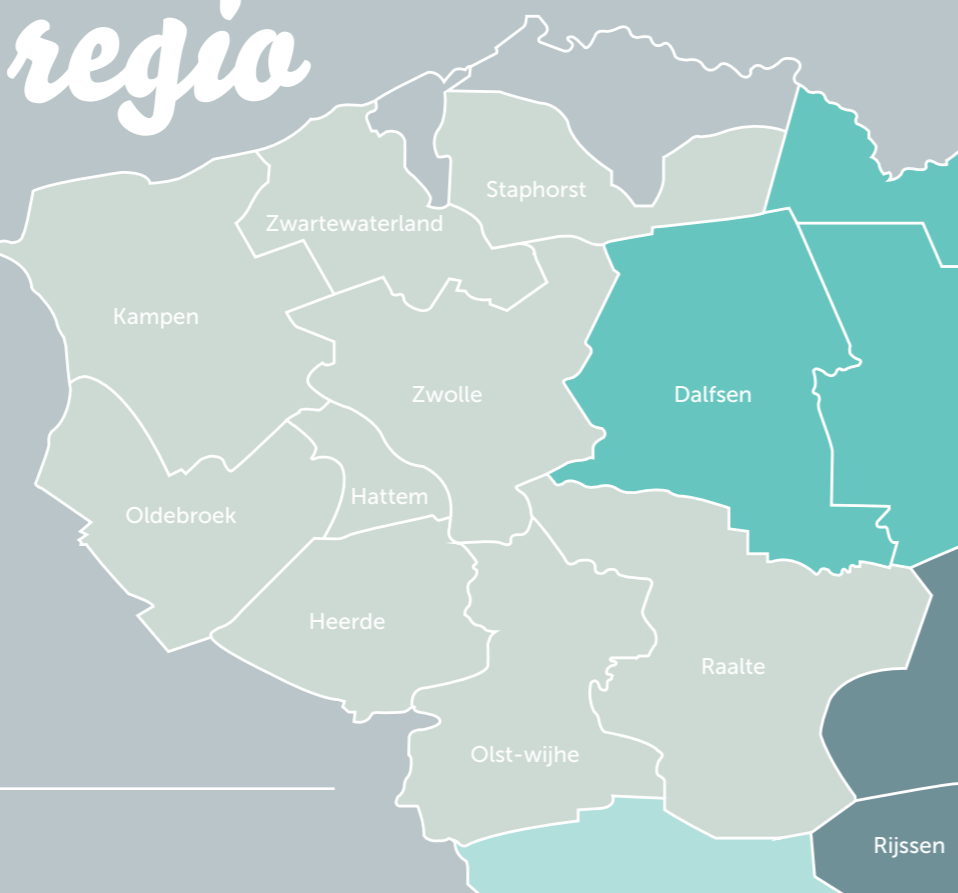 regio
Staphorst
Zwartewaterland
Kampen
Zwolle
Dalfsen
Hattem
Oldebroek
Heerde
Raalte
Olst-wijhe
Rijssen